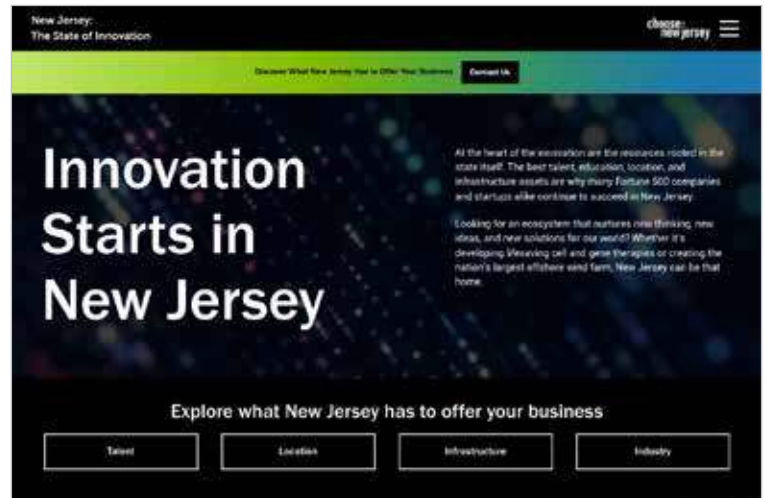 New Jersey:
The State of Innovation
choose:
new jersey
Discover What New Jersey Has to Offer Your Business
Contact Us
Innovation
Starts in
New Jersey
At the heart of the innovation are the resources rooted in the
state itself. The best talent, education, location, and
infrastructure assets are why many Fortune 500 companies
and startups alike continue to succeed in New Jersey.
Looking for an ecosystem that nurtures new thinking, new
ideas, and new solutions for our world? Whether it's
developing lifesaving cell and gene therapies or creating the
nation's largest offshore wind farm, New Jersey can be that
home.
Explore what New Jersey has to offer your business
Talent
Location
Infrastructure
Industry